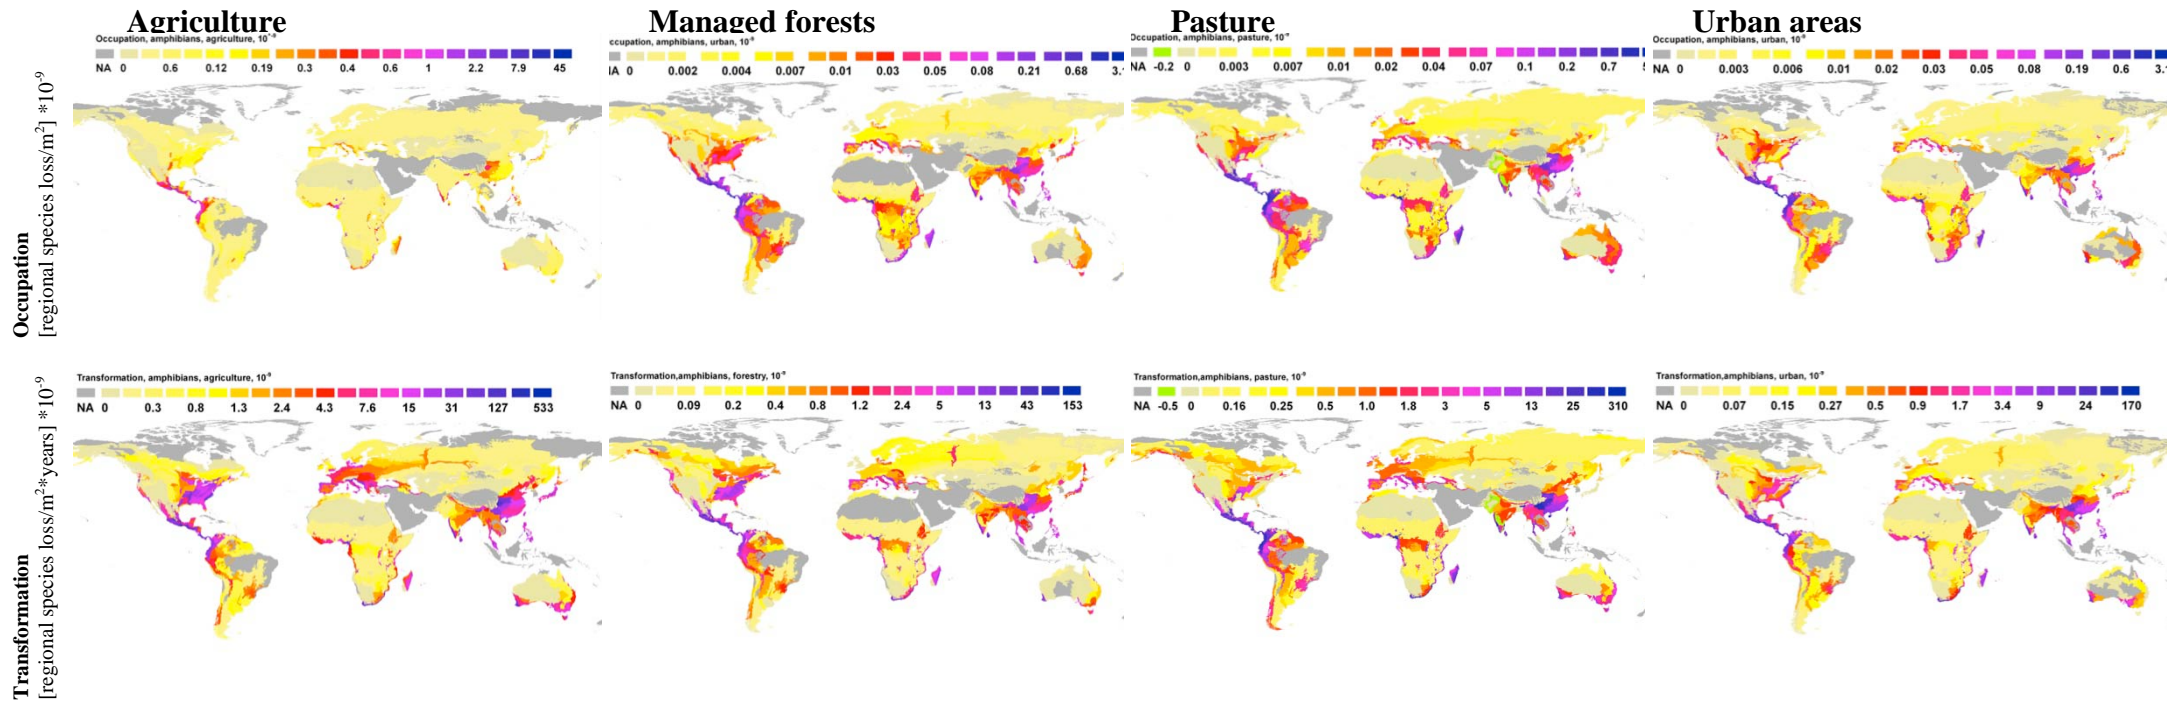 Agriculture Managed forests Pasture Urban areas
Occupation, amphibians, agriculture, 10⁻⁹
NA 0 0.6 0.12 0.19 0.3 0.4 0.6 1 2.2 7.9 45
ccupation, amphibians, urban, 10⁻⁹
IA 0 0.002 0.004 0.007 0.01 0.03 0.05 0.08 0.21 0.68 3.
Occupation, amphibians, pasture, 10⁻⁹
NA -0.2 0 0.003 0.007 0.01 0.02 0.04 0.07 0.1 0.2 0.7
Occupation, amphibians, urban, 10⁻⁹
NA 0 0.003 0.006 0.01 0.02 0.03 0.05 0.08 0.19 0.6 3.
Occupation
[regional species loss/m²] *10⁻⁹
Transformation, amphibians, agriculture, 10⁻⁹
NA 0 0.3 0.8 1.3 2.4 4.3 7.6 15 31 127 533
Transformation,amphibians, forestry, 10⁻⁹
NA 0 0.09 0.2 0.4 0.8 1.2 2.4 5 13 43 153
Transformation,amphibians, pasture, 10⁻⁹
NA -0.5 0 0.16 0.25 0.5 1.0 1.8 3 5 13 25 310
Transformation,amphibians, urban, 10⁻⁹
NA 0 0.07 0.15 0.27 0.5 0.9 1.7 3.4 9 24 170
Transformation
[regional species loss/m²*years] *10⁻⁹